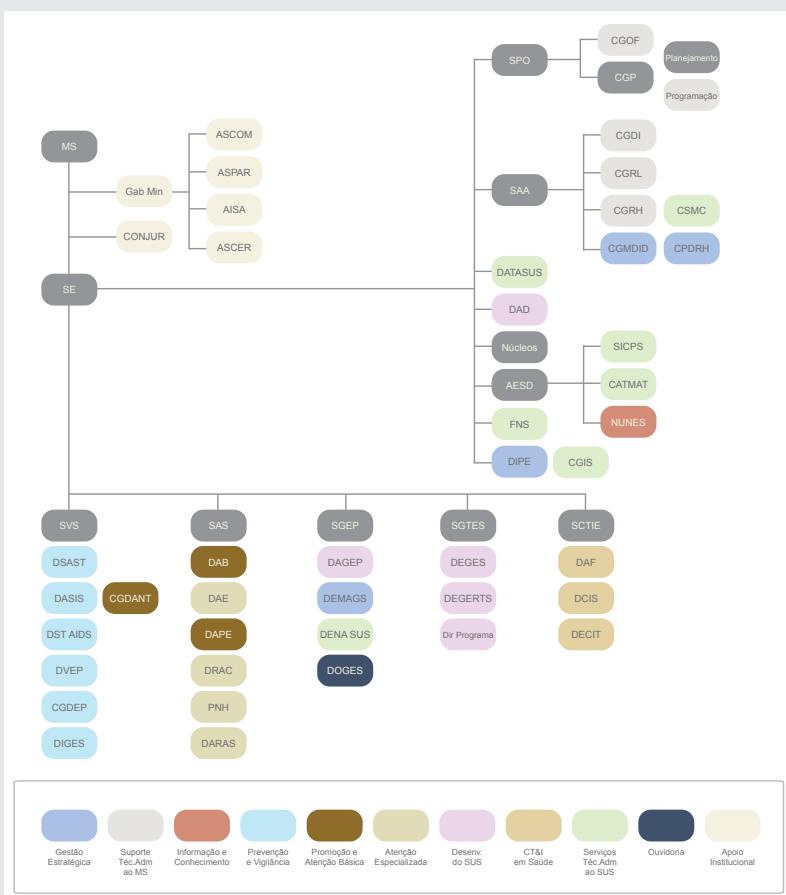 MS
Gab Min
CONJUR
SE
ASCOM
ASPAR
AISA
ASCER
SPO
CGOF
CGP
Planejamento
Programação
SAA
CGDI
CGRL
CGRH
CSMC
CGMDID
CPDRH
DATASUS
DAD
Núcleos
AESD
SICPS
CATMAT
NUNES
FNS
DIPE
CGIS
SVS
DSAST
DASIS
CGDANT
DST AIDS
DVEP
CGDEP
DIGES
SAS
DAB
DAE
DAPE
DRAC
PNH
DARAS
SGEP
DAGEP
DEMAGS
DENA SUS
DOGES
SGTES
DEGES
DEGERTS
Dir Programa
SCTIE
DAF
DCIS
DECIT
Gestão
Estratégica
Suporte
Téc.Adm
ao MS
Informação e
Conhecimento
Prevenção
e Vigilância
Promoção e
Atenção Básica
Atenção
Especializada
Desenv.
do SUS
CT&I
em Saúde
Serviços
Téc.Adm
ao SUS
Ouvidoria
Apoio
Institucional